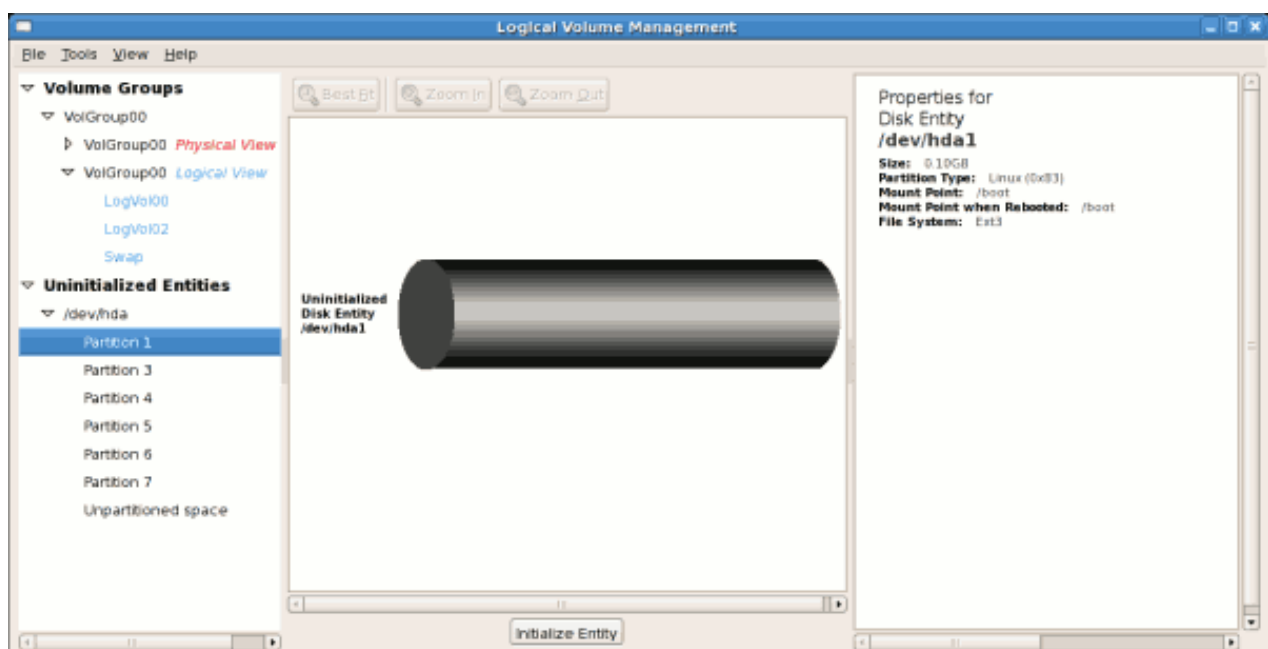 Logical Volume Management
File Tools View Help
Volume Groups
VolGroup00
VolGroup00 Physical View
VolGroup00 Logical View
LogVol00
LogVol02
Swap
Uninitialized Entities
/dev/hda
Partition 1
Partition 3
Partition 4
Partition 5
Partition 6
Partition 7
Unpartitioned space
Best Fit Zoom In Zoom Out
Uninitialized
Disk Entity
/dev/hda1
Initialize Entity
Properties for
Disk Entity
/dev/hda1
Size: 0.10GB
Partition Type: Linux (0x83)
Mount Point: /boot
Mount Point when Rebooted: /boot
File System: Ext3